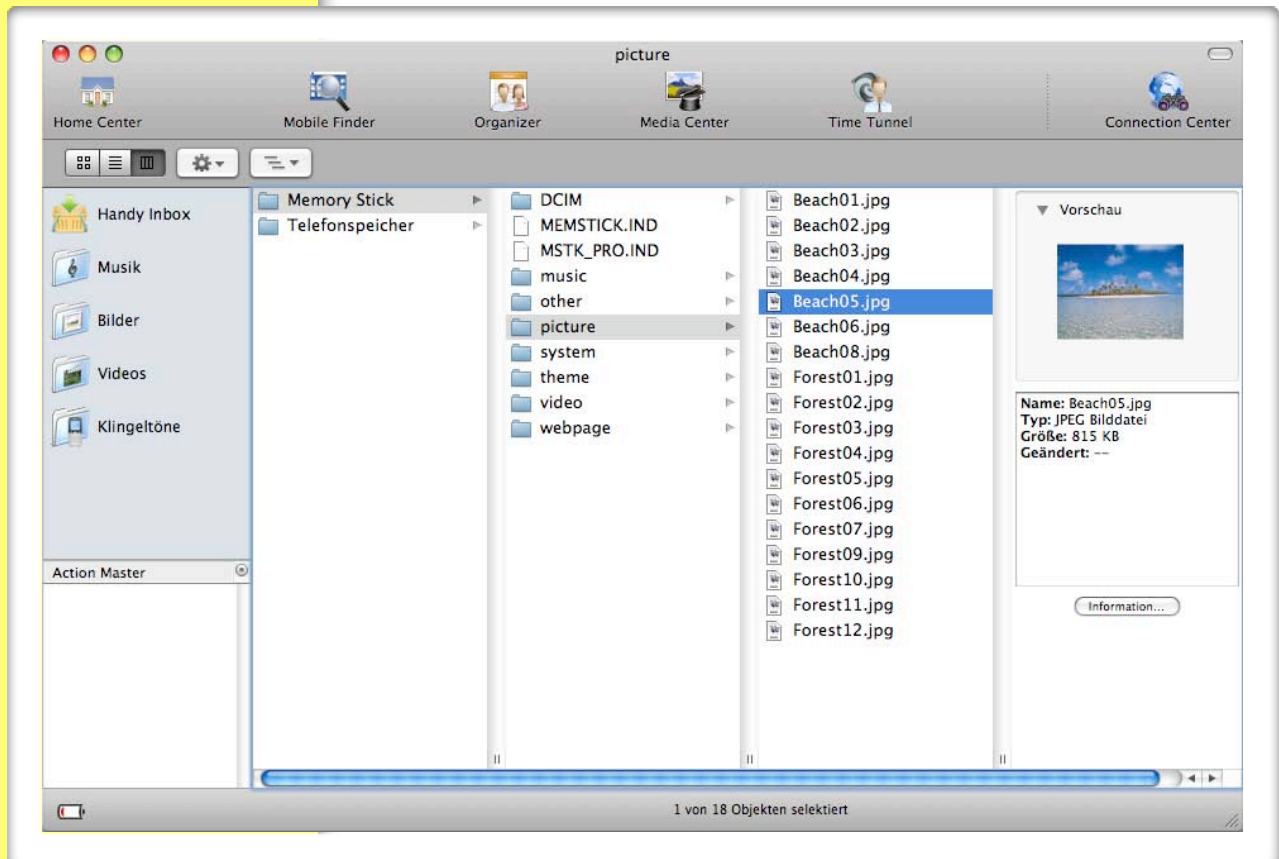 picture
Home Center
Mobile Finder
Organizer
Media Center
Time Tunnel
Connection Center
Handy Inbox
Musik
Bilder
Videos
Klingeltöne
Action Master
Memory Stick
Telefonspeicher
DCIM
MEMSTICK.IND
MSTK_PRO.IND
music
other
picture
system
theme
video
webpage
Beach01.jpg
Beach02.jpg
Beach03.jpg
Beach04.jpg
Beach05.jpg
Beach06.jpg
Beach08.jpg
Forest01.jpg
Forest02.jpg
Forest03.jpg
Forest04.jpg
Forest05.jpg
Forest06.jpg
Forest07.jpg
Forest09.jpg
Forest10.jpg
Forest11.jpg
Forest12.jpg
Vorschau
Name: Beach05.jpg
Typ: JPEG Bilddatei
Größe: 815 KB
Geändert: --
Information...
1 von 18 Objekten selektiert